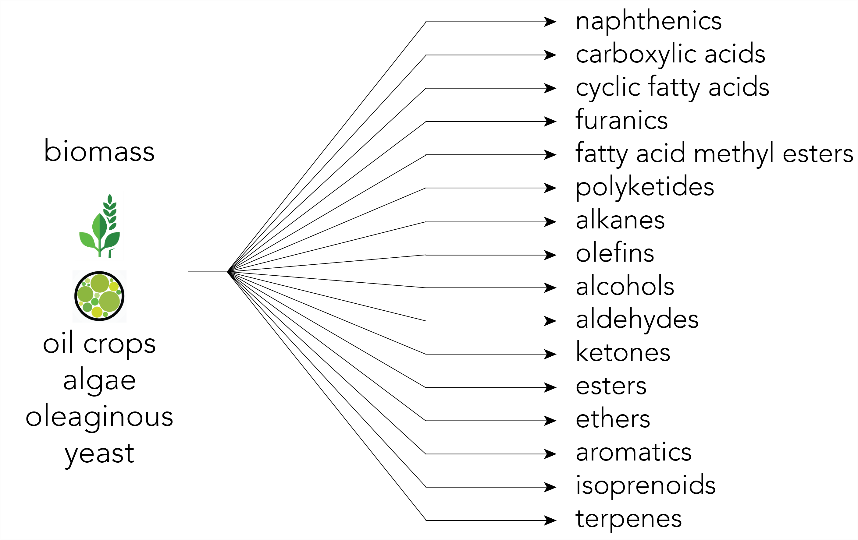 biomass
oil crops
algae
oleaginous
yeast
naphthenics
carboxylic acids
cyclic fatty acids
furanics
fatty acid methyl esters
polyketides
alkanes
olefins
alcohols
aldehydes
ketones
esters
ethers
aromatics
isoprenoids
terpenes